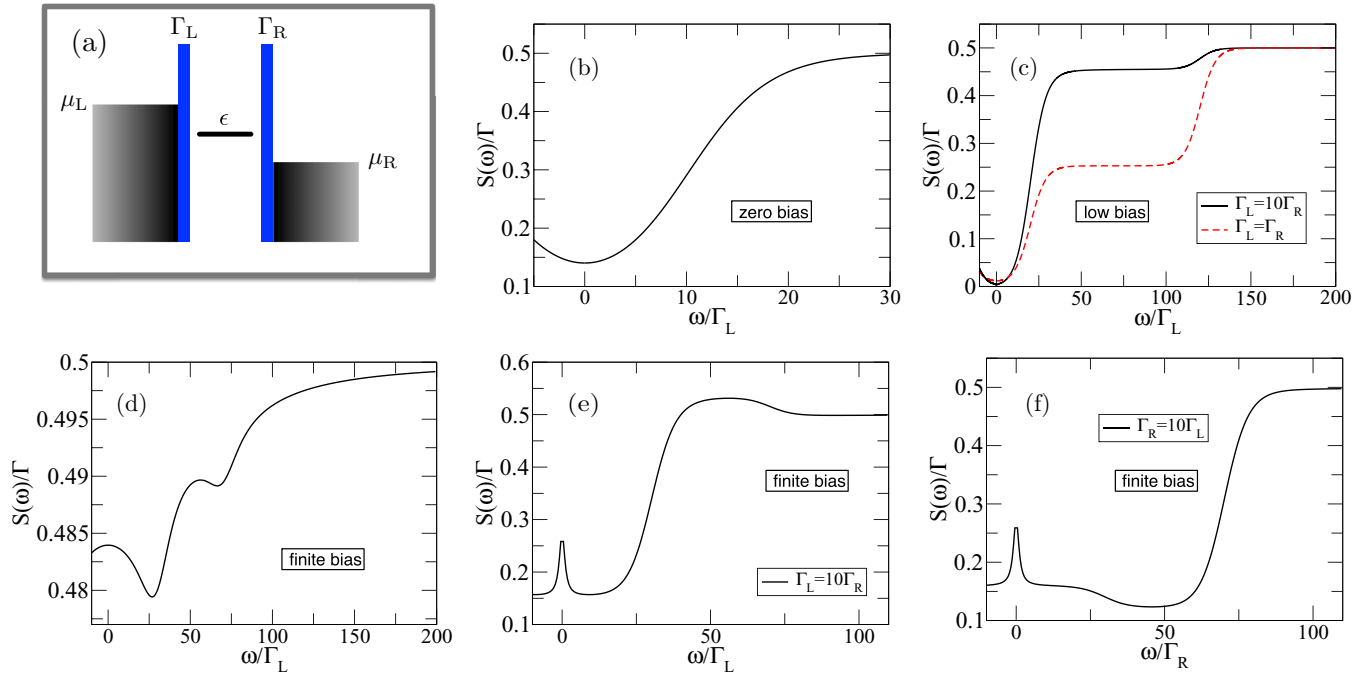 (a)
Γ_L Γ_R
μ_L
ϵ
μ_R
(b)
S(ω)/Γ
0.5
0.4
0.3
0.2
0.1
zero bias
0 10 20 30
ω/Γ_L
(c)
S(ω)/Γ
0.5
0.4
0.3
0.2
0.1
0
low bias
Γ_L=10Γ_R
Γ_L=Γ_R
0 50 100 150 200
ω/Γ_L
(d)
S(ω)/Γ
0.5
0.495
0.49
0.485
0.48
finite bias
0 50 100 150 200
ω/Γ_L
(e)
S(ω)/Γ
0.6
0.5
0.4
0.3
0.2
0.1
finite bias
Γ_L=10Γ_R
0 50 100
ω/Γ_L
(f)
S(ω)/Γ
0.5
0.4
0.3
0.2
0.1
Γ_R=10Γ_L
finite bias
0 50 100
ω/Γ_R